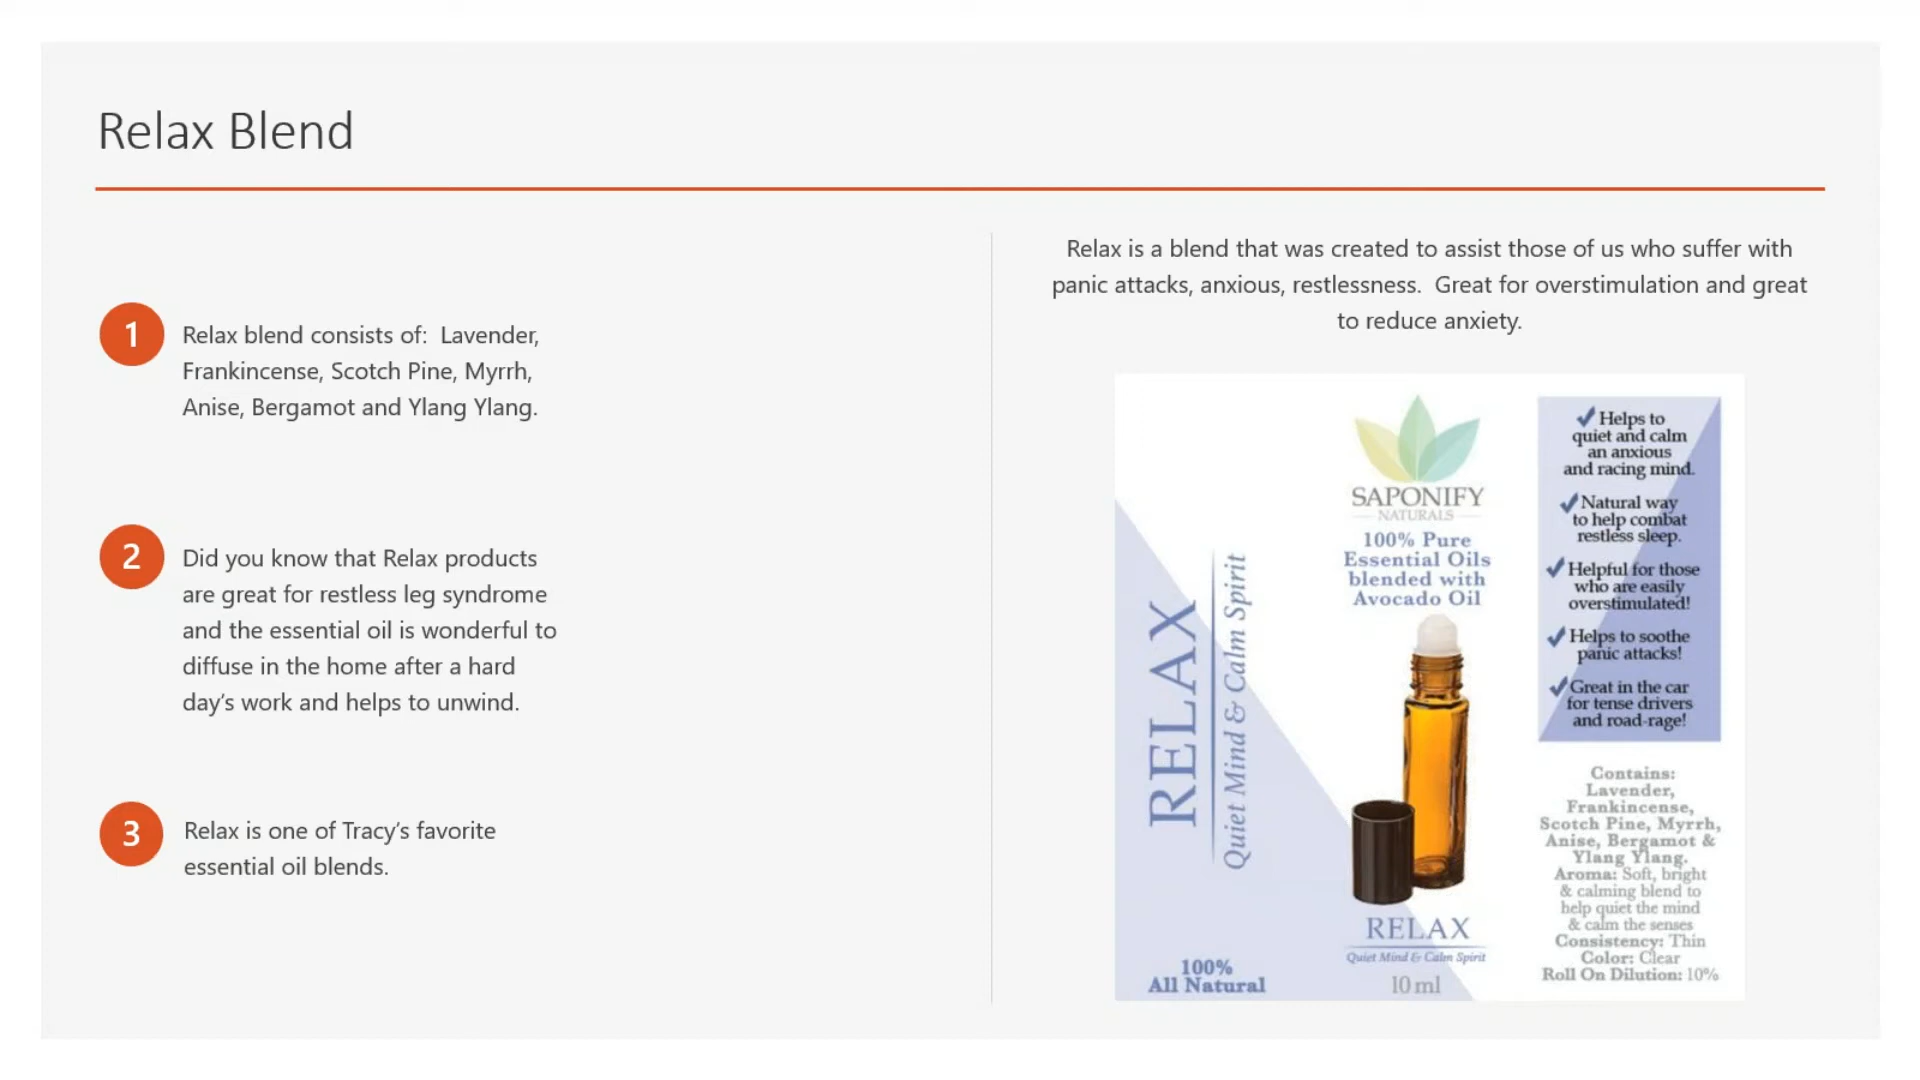 Relax Blend
1
Relax blend consists of:  Lavender,
Frankincense, Scotch Pine, Myrrh,
Anise, Bergamot and Ylang Ylang.
2
Did you know that Relax products
are great for restless leg syndrome
and the essential oil is wonderful to
diffuse in the home after a hard
day's work and helps to unwind.
3
Relax is one of Tracy's favorite
essential oil blends.
Relax is a blend that was created to assist those of us who suffer with
panic attacks, anxious, restlessness.  Great for overstimulation and great
to reduce anxiety.
RELAX
Quiet Mind & Calm Spirit
100%
All Natural
SAPONIFY
NATURALS
100% Pure
Essential Oils
blended with
Avocado Oil
RELAX
Quiet Mind & Calm Spirit
10 ml
Helps to
quiet and calm
an anxious
and racing mind.
Natural way
to help combat
restless sleep.
Helpful for those
who are easily
overstimulated!
Helps to soothe
panic attacks!
Great in the car
for tense drivers
and road-rage!
Contains:
Lavender,
Frankincense,
Scotch Pine, Myrrh,
Anise, Bergamot &
Ylang Ylang.
Aroma: Soft, bright
& calming blend to
help quiet the mind
& calm the senses
Consistency: Thin
Color: Clear
Roll On Dilution: 10%